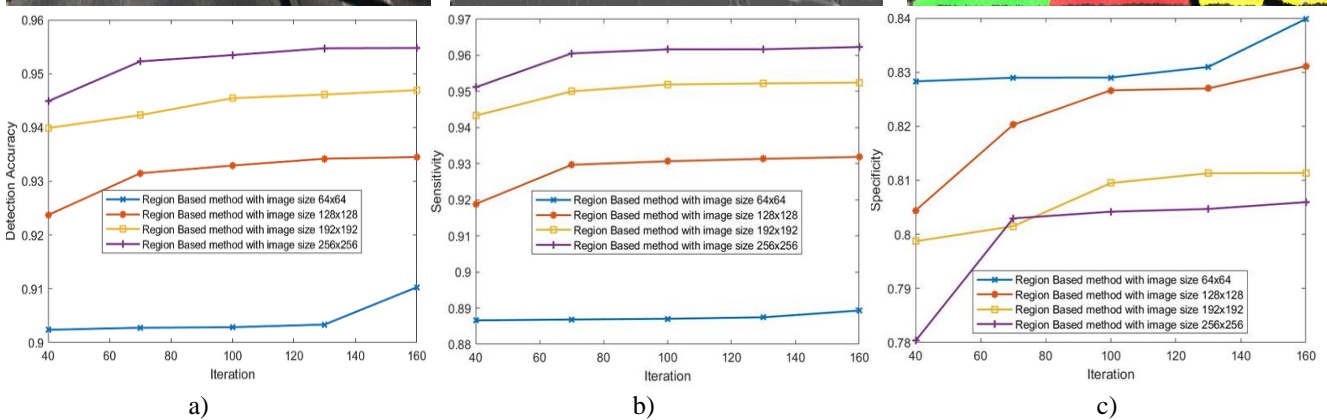 0.96
0.95
0.94
0.93
0.92
0.91
0.9
40 60 80 100 120 140 160
Detection Accuracy
Iteration
Region Based method with image size 64x64
Region Based method with image size 128x128
Region Based method with image size 192x192
Region Based method with image size 256x256
a)
0.97
0.96
0.95
0.94
0.93
0.92
0.91
0.9
0.89
0.88
40 60 80 100 120 140 160
Sensitivity
Iteration
Region Based method with image size 64x64
Region Based method with image size 128x128
Region Based method with image size 192x192
Region Based method with image size 256x256
b)
0.84
0.83
0.82
0.81
0.8
0.79
0.78
40 60 80 100 120 140 160
Specificity
Iteration
Region Based method with image size 64x64
Region Based method with image size 128x128
Region Based method with image size 192x192
Region Based method with image size 256x256
c)